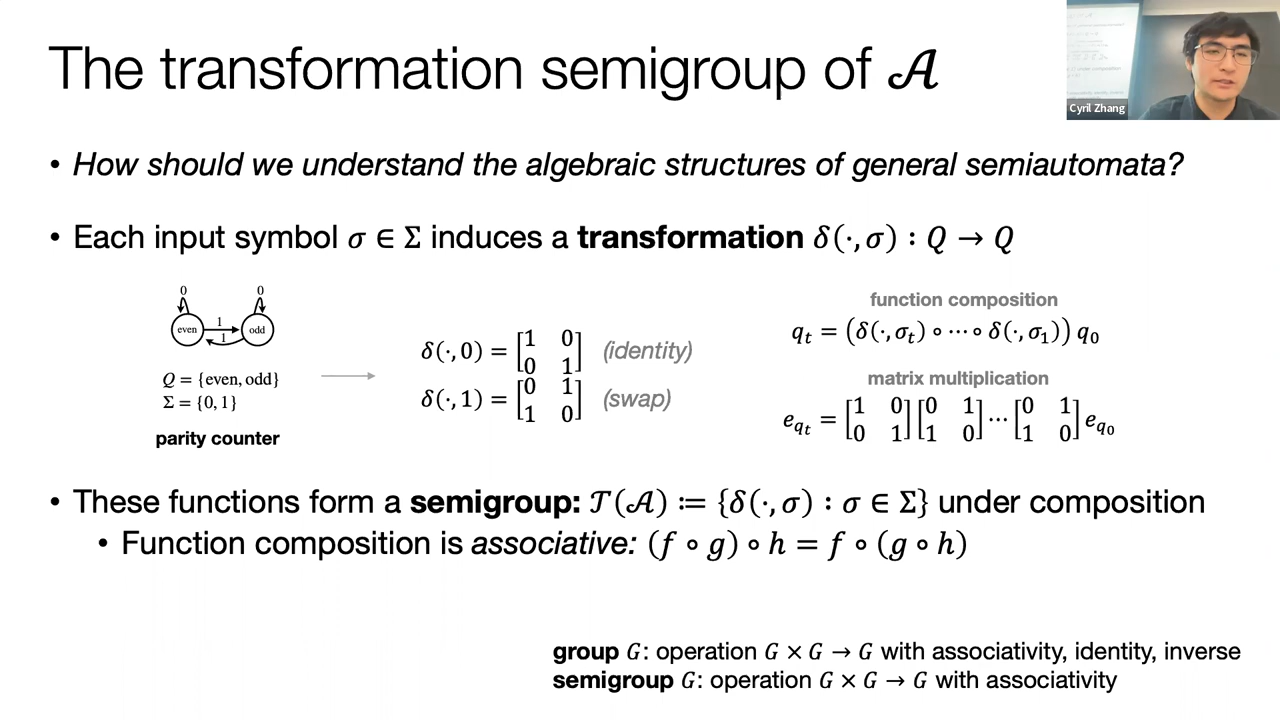 The transformation semigroup of 𝒜
Cyril Zhang
• How should we understand the algebraic structures of general semiautomata?
• Each input symbol σ ∈ Σ induces a transformation δ(·, σ) : Q → Q
0 0
even 1 odd
1
Q = {even, odd}
Σ = {0, 1}
parity counter
δ(·, 0) = [1 0 0 1] (identity)
δ(·, 1) = [0 1 1 0] (swap)
function composition
q_t = (δ(·, σ_t) ∘ ⋯ ∘ δ(·, σ_1)) q_0
matrix multiplication
e_{q_t} = [1 0 0 1] [0 1 1 0] ⋯ [0 1 1 0] e_{q_0}
• These functions form a semigroup: 𝒯(𝒜) ≔ {δ(·, σ) : σ ∈ Σ} under composition
• Function composition is associative: (f ∘ g) ∘ h = f ∘ (g ∘ h)
group G: operation G × G → G with associativity, identity, inverse
semigroup G: operation G × G → G with associativity